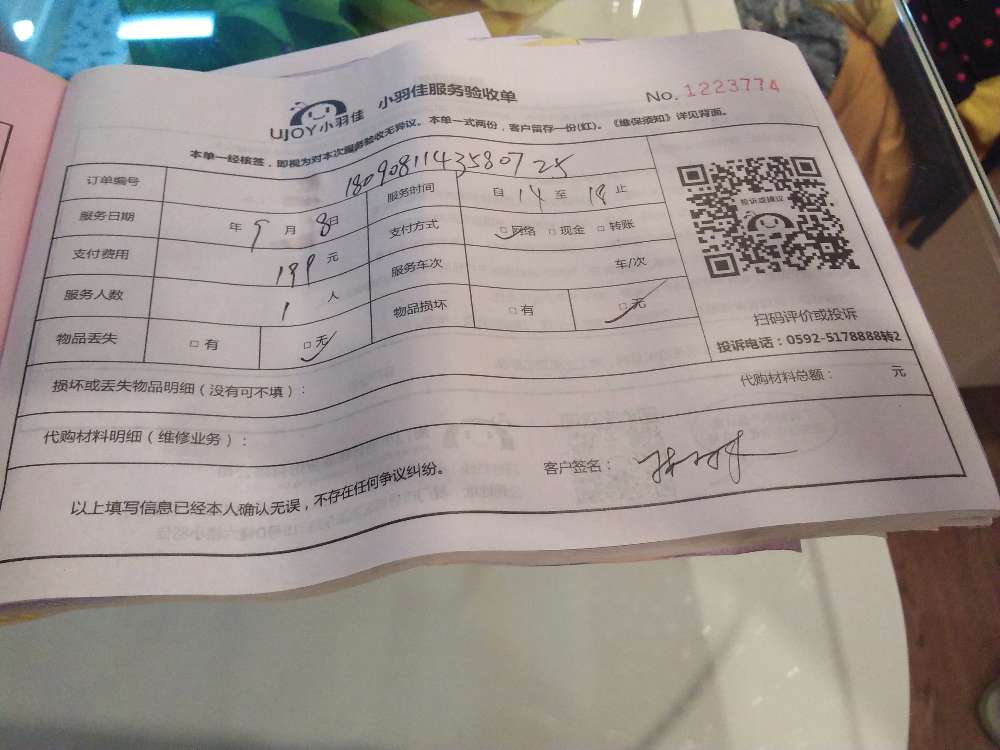 UJOY小羽佳 小羽佳服务验收单 No. 1223774
本单一经核签，即视为对本次服务验收无异议。本单一式两份，客户留存一份(红)。《维保须知》详见背面。
订单编号 18090811435807 25 服务时间 自 14 至 18 止
服务日期 年 9 月 8 日 支付方式 □网络 □现金 □转账
支付费用 199 元 服务车次 车/次
服务人数 1 人 物品损坏 □有 □无
物品丢失 □有 □无
投诉或建议
扫码评价或投诉
投诉电话：0592-5178888转2
损坏或丢失物品明细（没有可不填）：
代购材料总额： 元
代购材料明细（维修业务）：
以上填写信息已经本人确认无误，不存在任何争议纠纷。 客户签名：